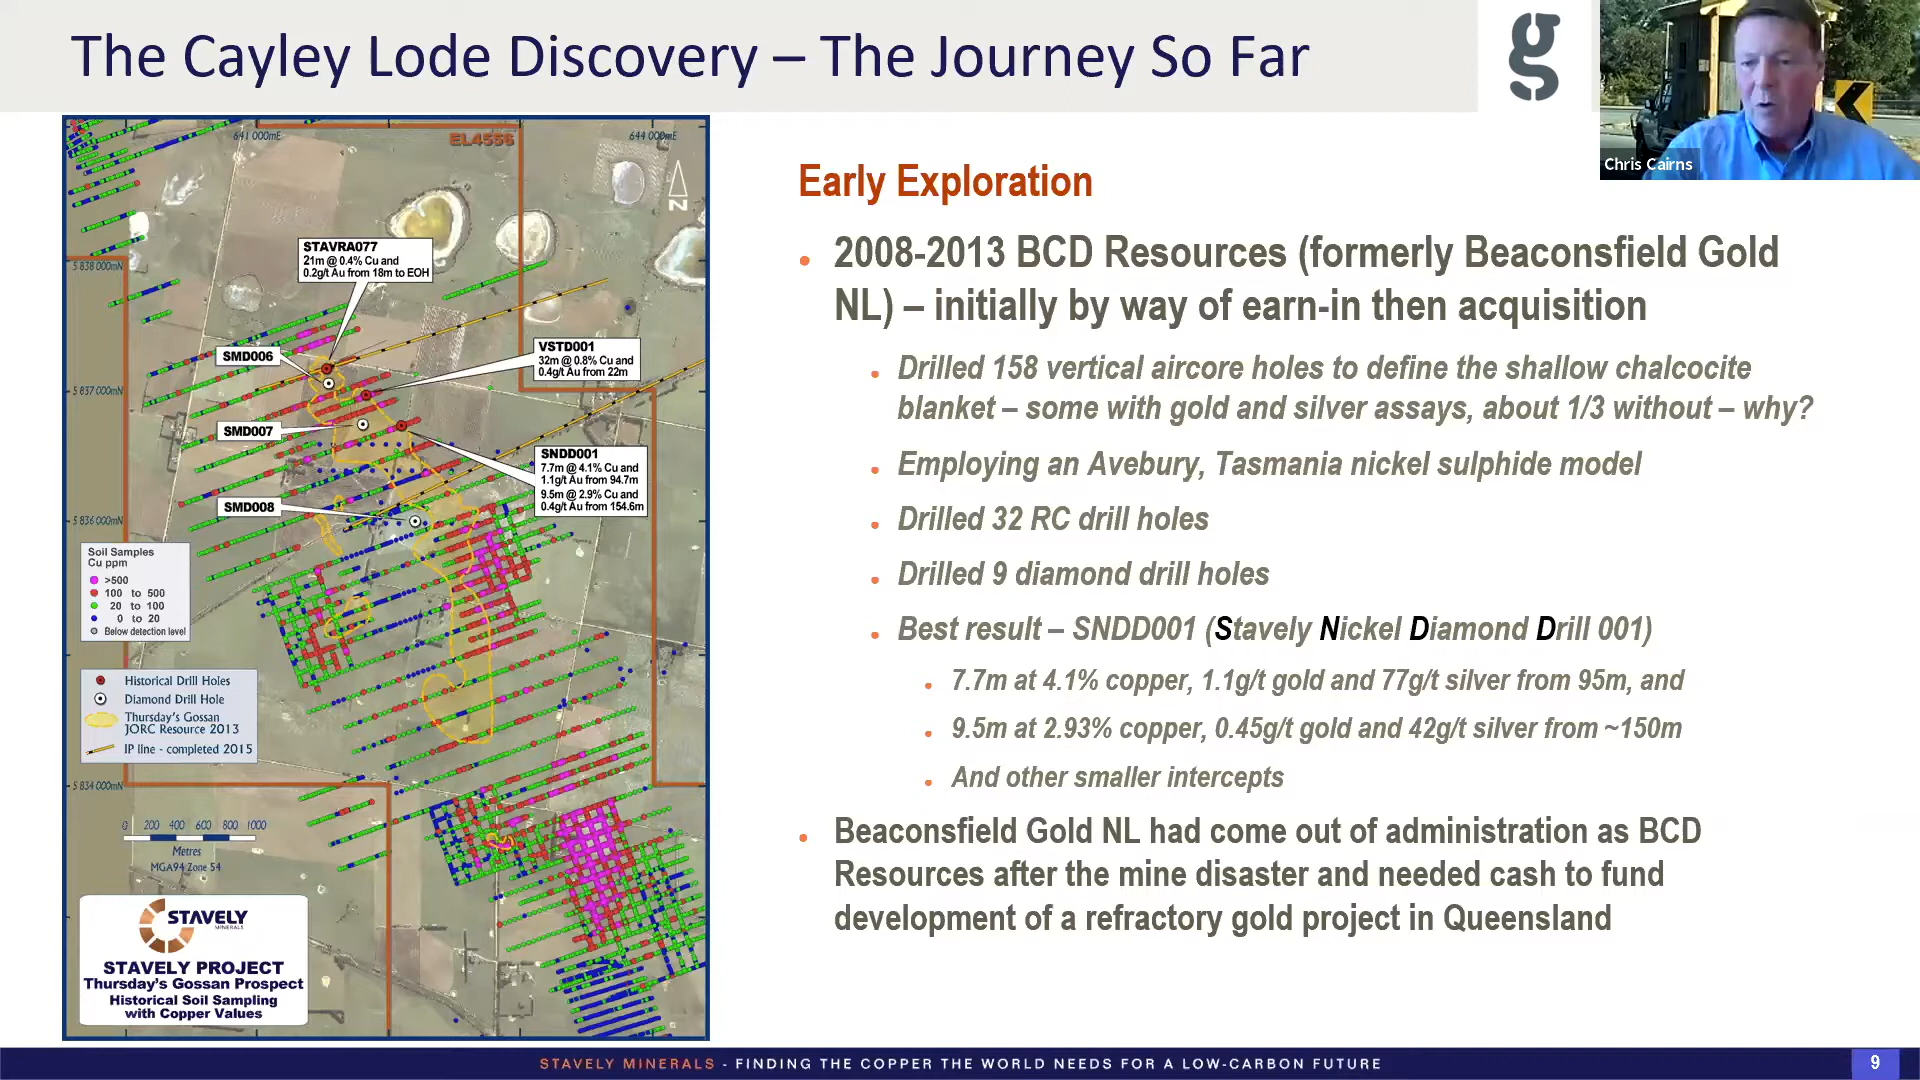 The Cayley Lode Discovery – The Journey So Far
g
Chris Cairns
641 000mE
644 000mE
EL4556
N
5 838 000mN
5 837 000mN
5 836 000mN
5 834 000mN
STAVRA077
21m @ 0.4% Cu and
0.2g/t Au from 18m to EOH
SMD006
VSTD001
32m @ 0.8% Cu and
0.4g/t Au from 22m
SMD007
SNDD001
7.7m @ 4.1% Cu and
1.1g/t Au from 94.7m
9.5m @ 2.9% Cu and
0.4g/t Au from 154.6m
SMD008
Soil Samples
Cu ppm
>500
100 to 500
20 to 100
0 to 20
Below detection level
Historical Drill Holes
Diamond Drill Hole
Thursday's Gossan
JORC Resource 2013
IP line - completed 2015
0 200 400 600 800 1000
Metres
MGA94 Zone 54
STAVELY
MINERALS
STAVELY PROJECT
Thursday's Gossan Prospect
Historical Soil Sampling
with Copper Values
Early Exploration
2008-2013 BCD Resources (formerly Beaconsfield Gold
NL) – initially by way of earn-in then acquisition
Drilled 158 vertical aircore holes to define the shallow chalcocite
blanket – some with gold and silver assays, about 1/3 without – why?
Employing an Avebury, Tasmania nickel sulphide model
Drilled 32 RC drill holes
Drilled 9 diamond drill holes
Best result – SNDD001 (Stavely Nickel Diamond Drill 001)
7.7m at 4.1% copper, 1.1g/t gold and 77g/t silver from 95m, and
9.5m at 2.93% copper, 0.45g/t gold and 42g/t silver from ~150m
And other smaller intercepts
Beaconsfield Gold NL had come out of administration as BCD
Resources after the mine disaster and needed cash to fund
development of a refractory gold project in Queensland
STAVELY MINERALS - FINDING THE COPPER THE WORLD NEEDS FOR A LOW-CARBON FUTURE
9